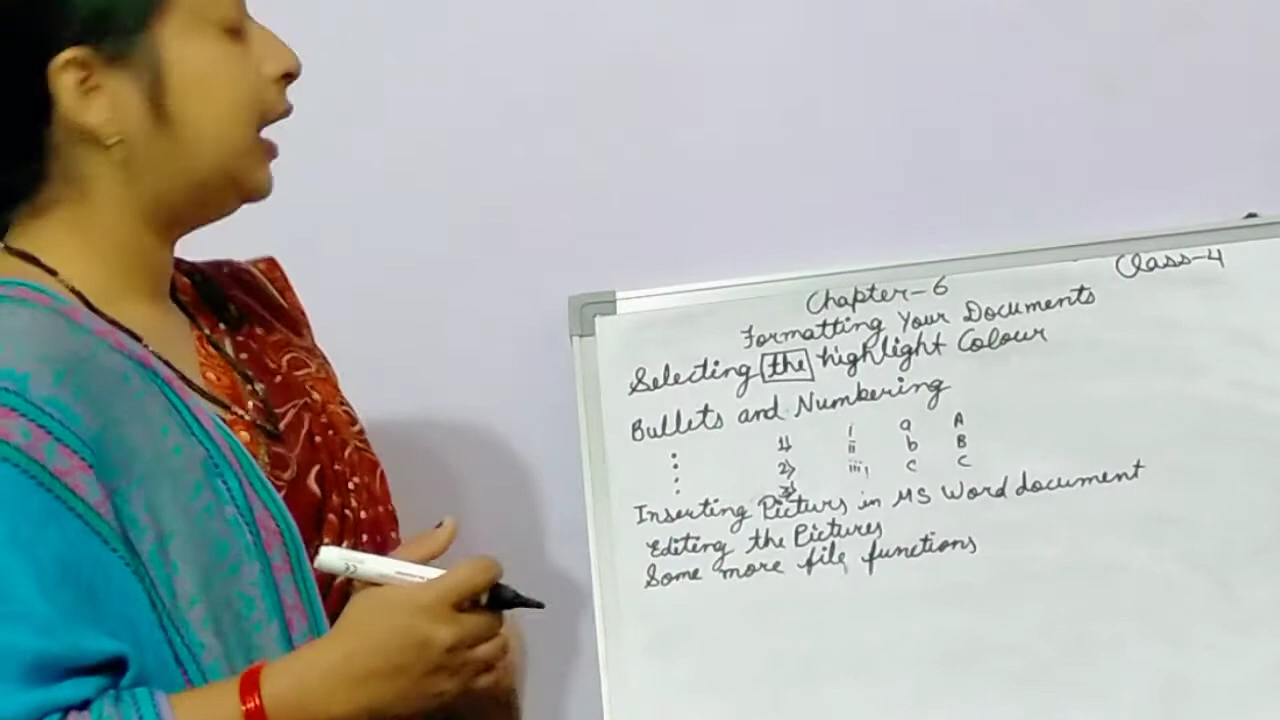 Class-4
Chapter-6
Formatting Your Documents
Selecting the highlight Colour
Bullets and Numbering
• 1) i a A
• 2) ii b B
• 3) iii, c C
Inserting Picturs in MS Word document
Editing the Pictures
Some more file functions